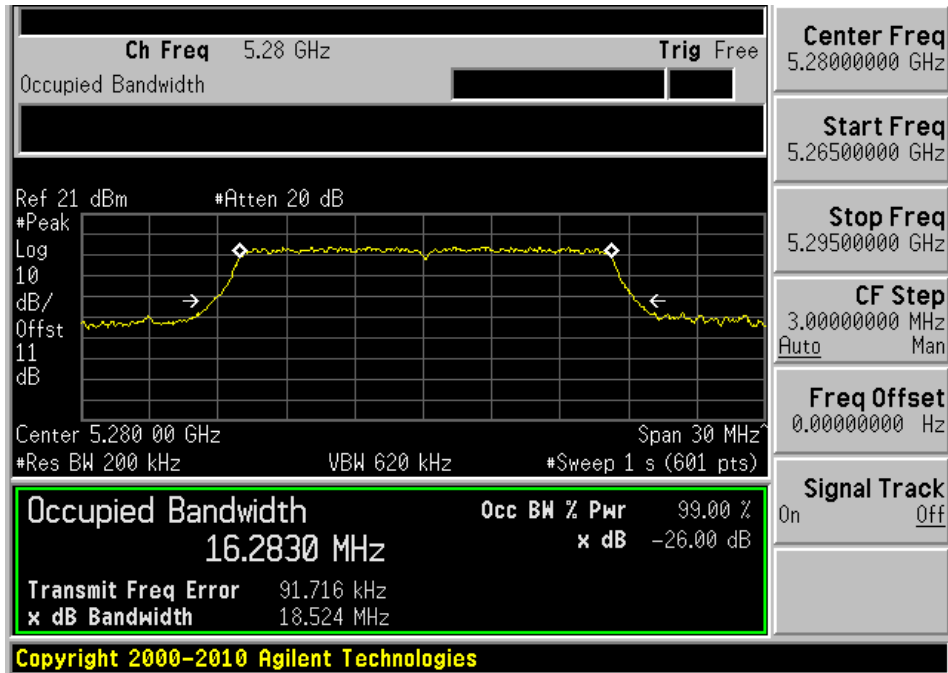 Ch Freq 5.28 GHz Trig Free
Occupied Bandwidth
Ref 21 dBm #Atten 20 dB
#Peak
Log
10
dB/
Offst
11
dB
Center 5.280 00 GHz Span 30 MHz^
#Res BW 200 kHz VBW 620 kHz #Sweep 1 s (601 pts)
Occupied Bandwidth
16.2830 MHz
Occ BW % Pwr 99.00 %
x dB -26.00 dB
Transmit Freq Error 91.716 kHz
x dB Bandwidth 18.524 MHz
Copyright 2000-2010 Agilent Technologies
Center Freq
5.28000000 GHz
Start Freq
5.26500000 GHz
Stop Freq
5.29500000 GHz
CF Step
3.00000000 MHz
Auto Man
Freq Offset
0.00000000 Hz
Signal Track
On Off